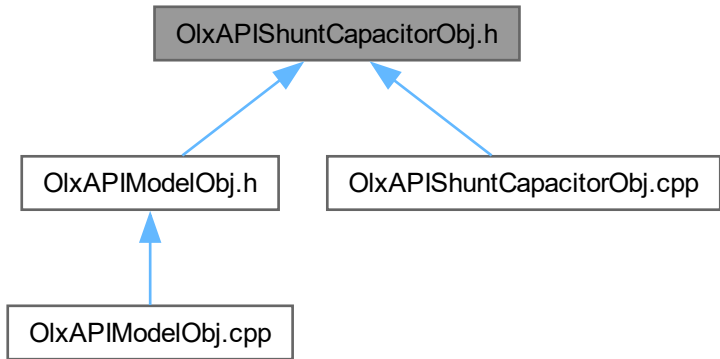 OlxAPIShuntCapacitorObj.h
OlxAPIModelObj.h
OlxAPIShuntCapacitorObj.cpp
OlxAPIModelObj.cpp